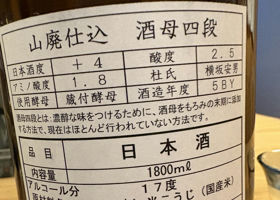 山廃仕込 酒母四段
日本酒度 +4 酸度 2.5
アミノ酸度 1.8 杜氏 横坂安男
使用酵母 蔵付酵母 酒造年度 5BY
酒母四段とは:濃醇な味をつけるために、酒母をもろみの末期に添加
する方法で、現在はほとんど行われていない方法です。
品目 日本酒
内容量 1800ml
アルコール分 17度
(国産米)